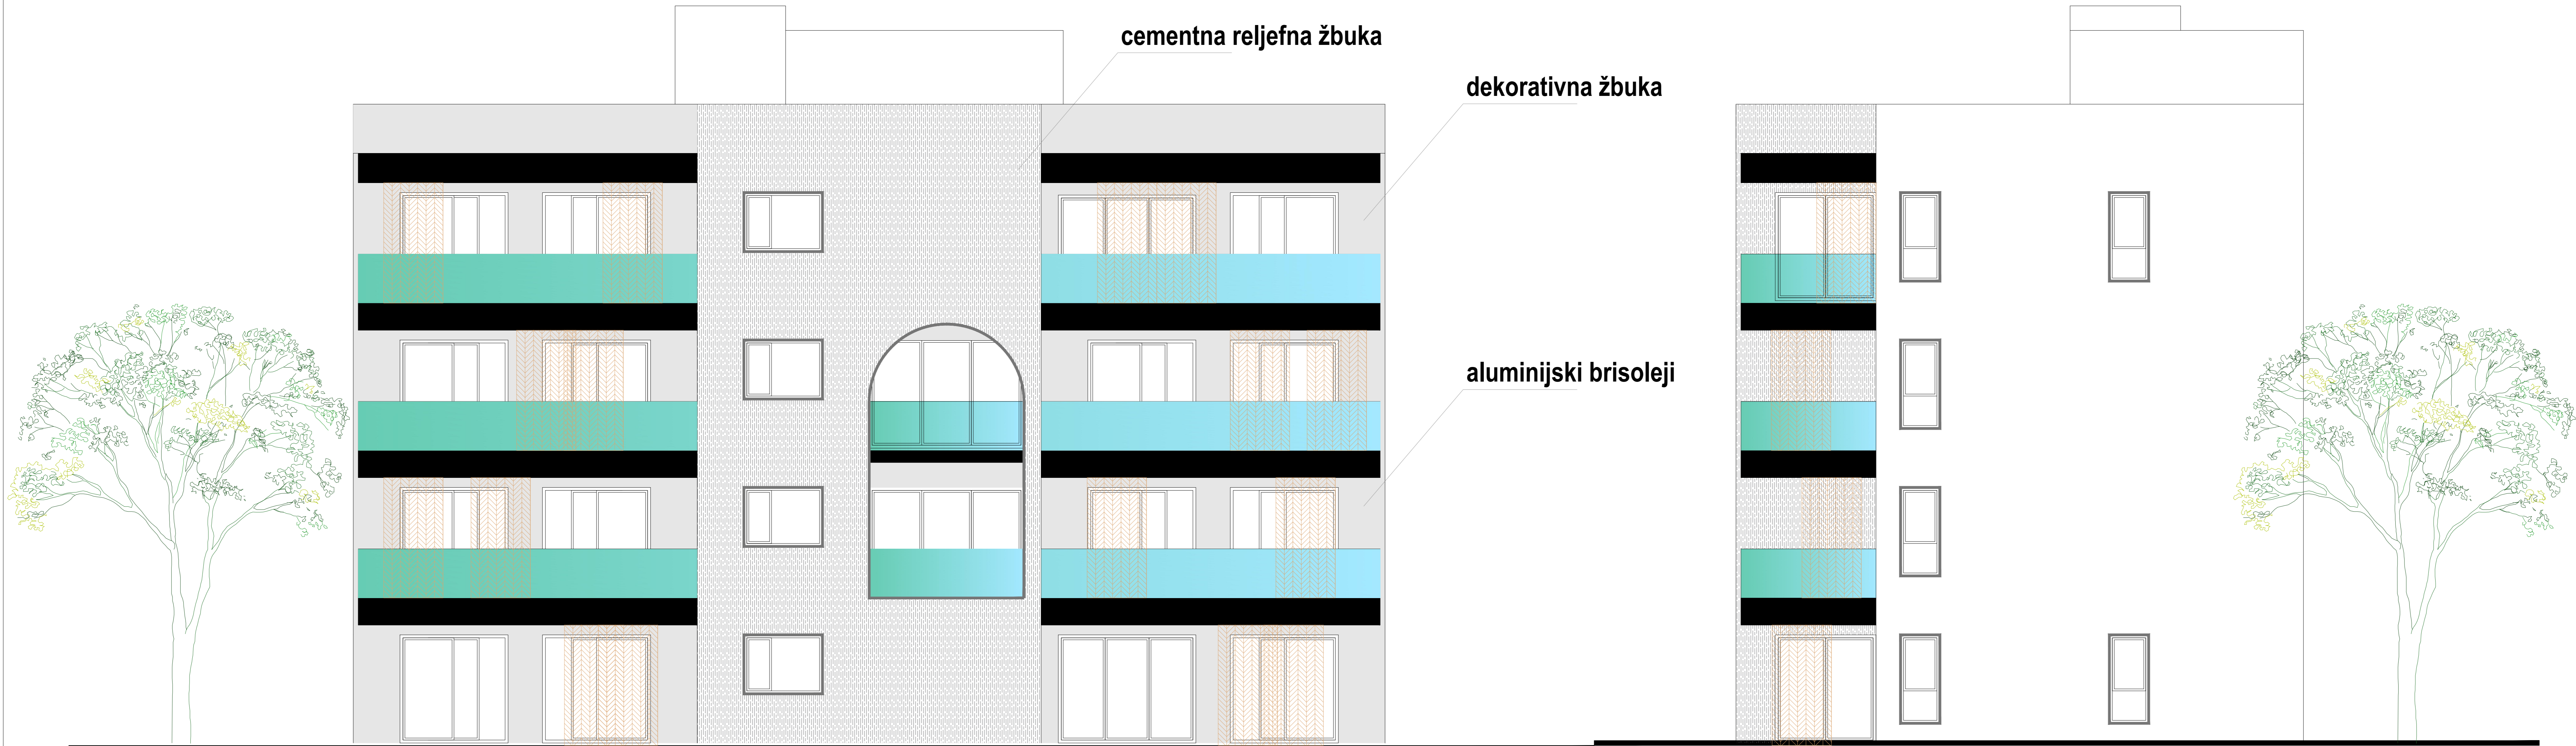 cementna reljefna žbuka
dekorativna žbuka
aluminijski brisoleji